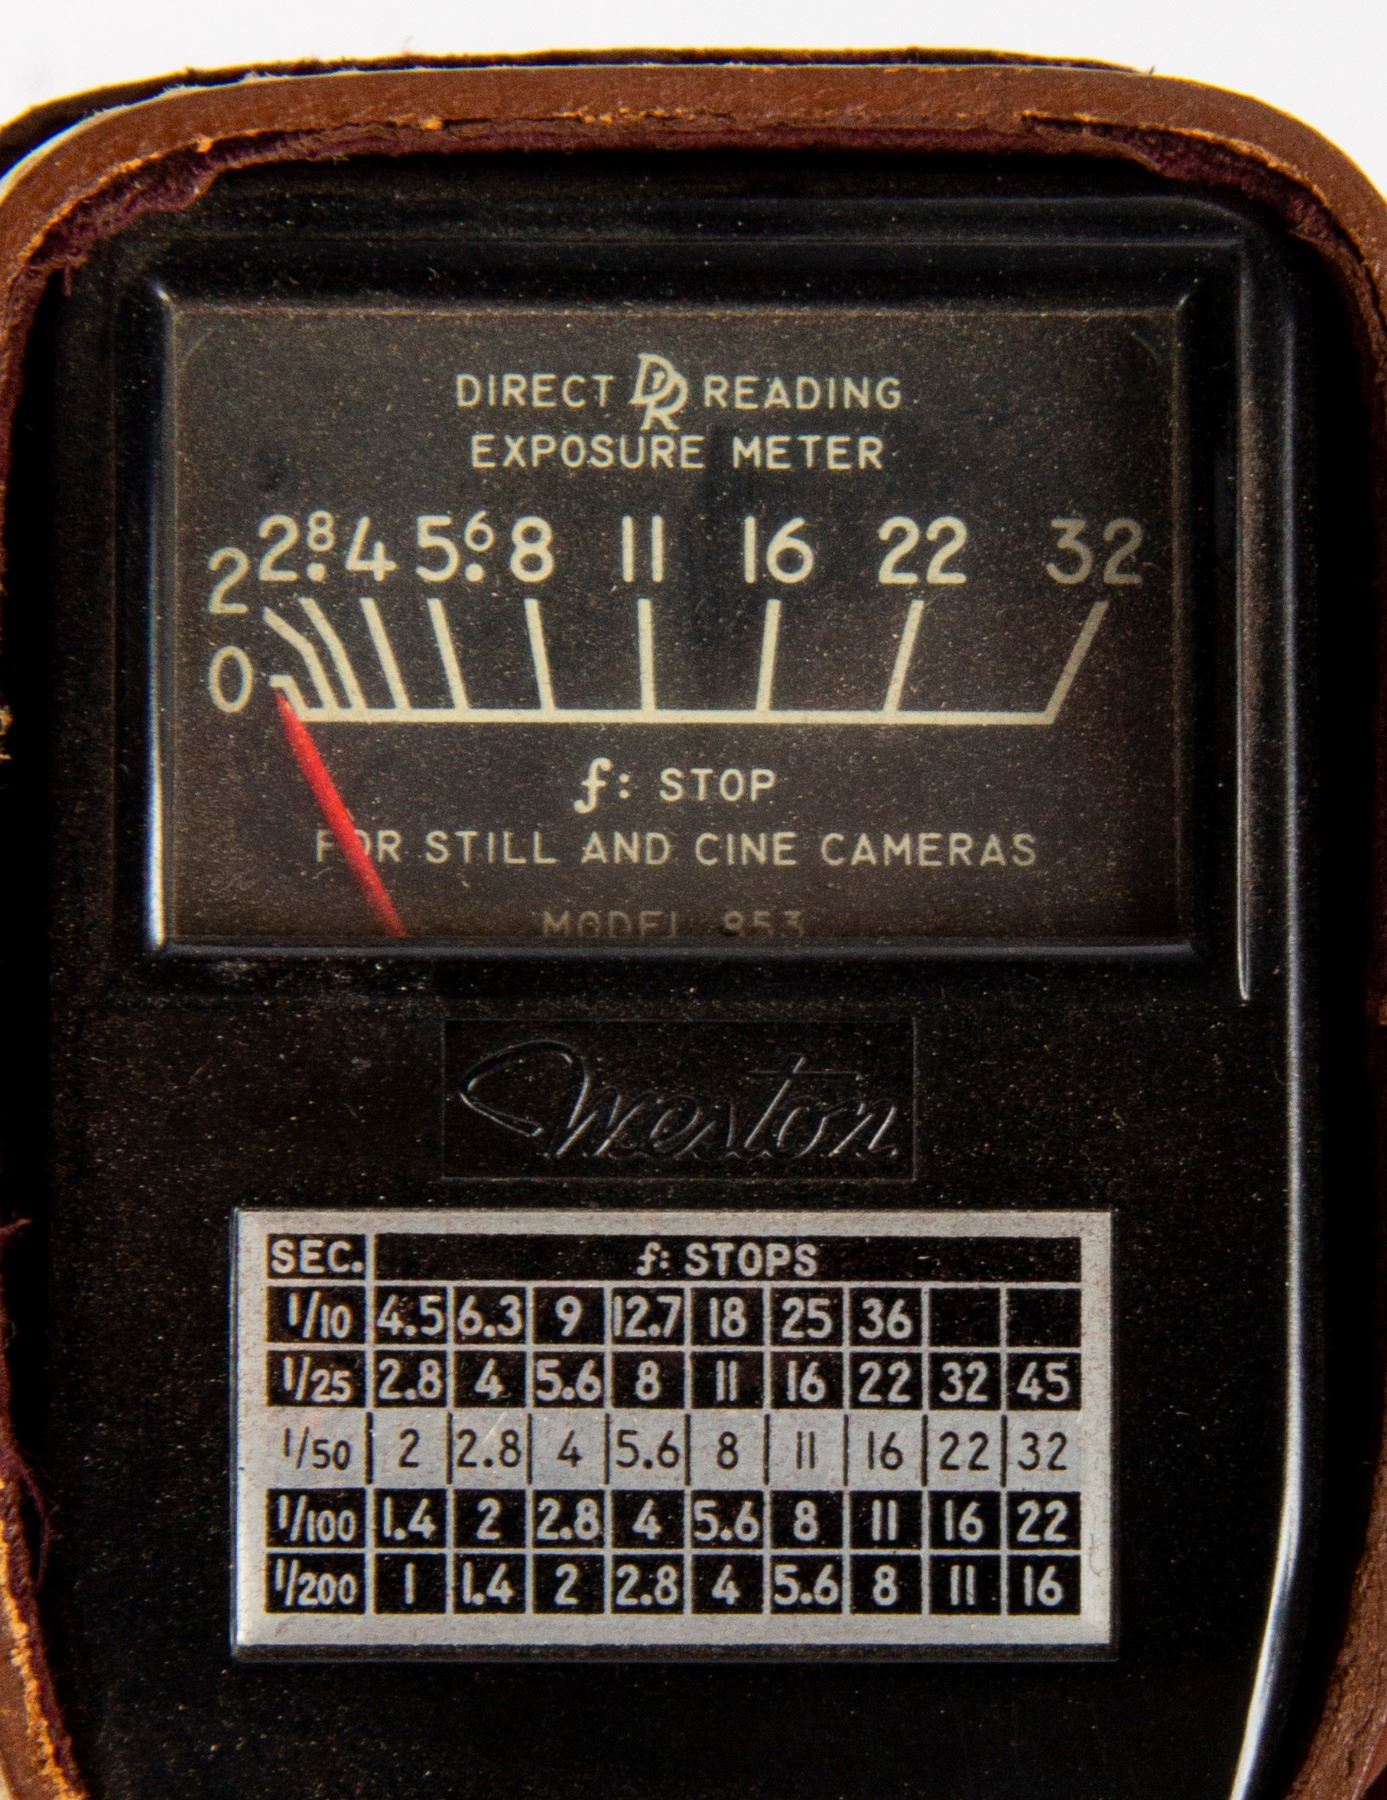 DIRECT DR READING
EXPOSURE METER
2 2.8 4 5.6 8 11 16 22 32
0
f: STOP
FOR STILL AND CINE CAMERAS
MODEL 853
Weston
SEC. f: STOPS
1/10 4.5 6.3 9 12.7 18 25 36
1/25 2.8 4 5.6 8 11 16 22 32 45
1/50 2 2.8 4 5.6 8 11 16 22 32
1/100 1.4 2 2.8 4 5.6 8 11 16 22
1/200 1 1.4 2 2.8 4 5.6 8 11 16